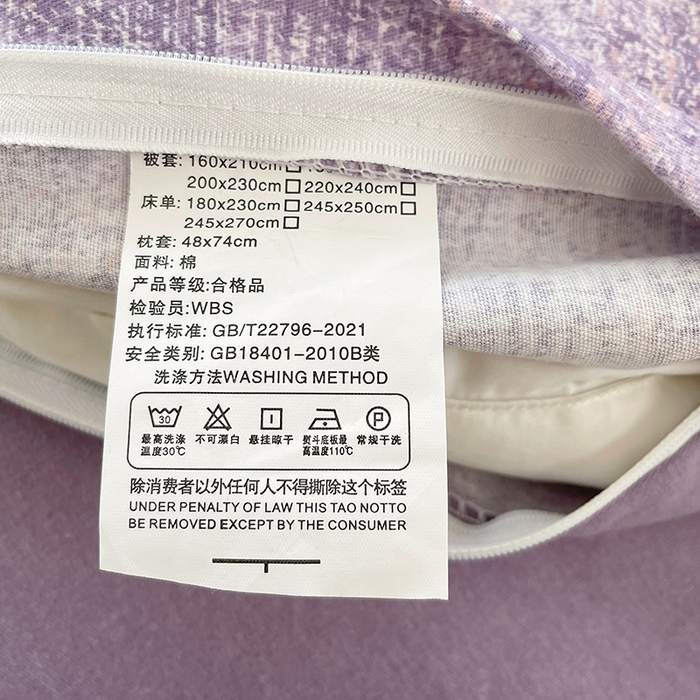 被套: 160x210cm□
200x230cm□ 220x240cm□
床单: 180x230cm□ 245x250cm□
245x270cm□
枕套: 48x74cm
面料: 棉
产品等级:合格品
检验员:WBS
执行标准: GB/T22796-2021
安全类别: GB18401-2010B类
洗涤方法WASHING METHOD
30 P
最高洗涤 不可漂白 悬挂晾干 熨斗底板最 常规干洗
温度30℃ 高温度110℃
除消费者以外任何人不得撕除这个标签
UNDER PENALTY OF LAW THIS TAO NOTTO
BE REMOVED EXCEPT BY THE CONSUMER